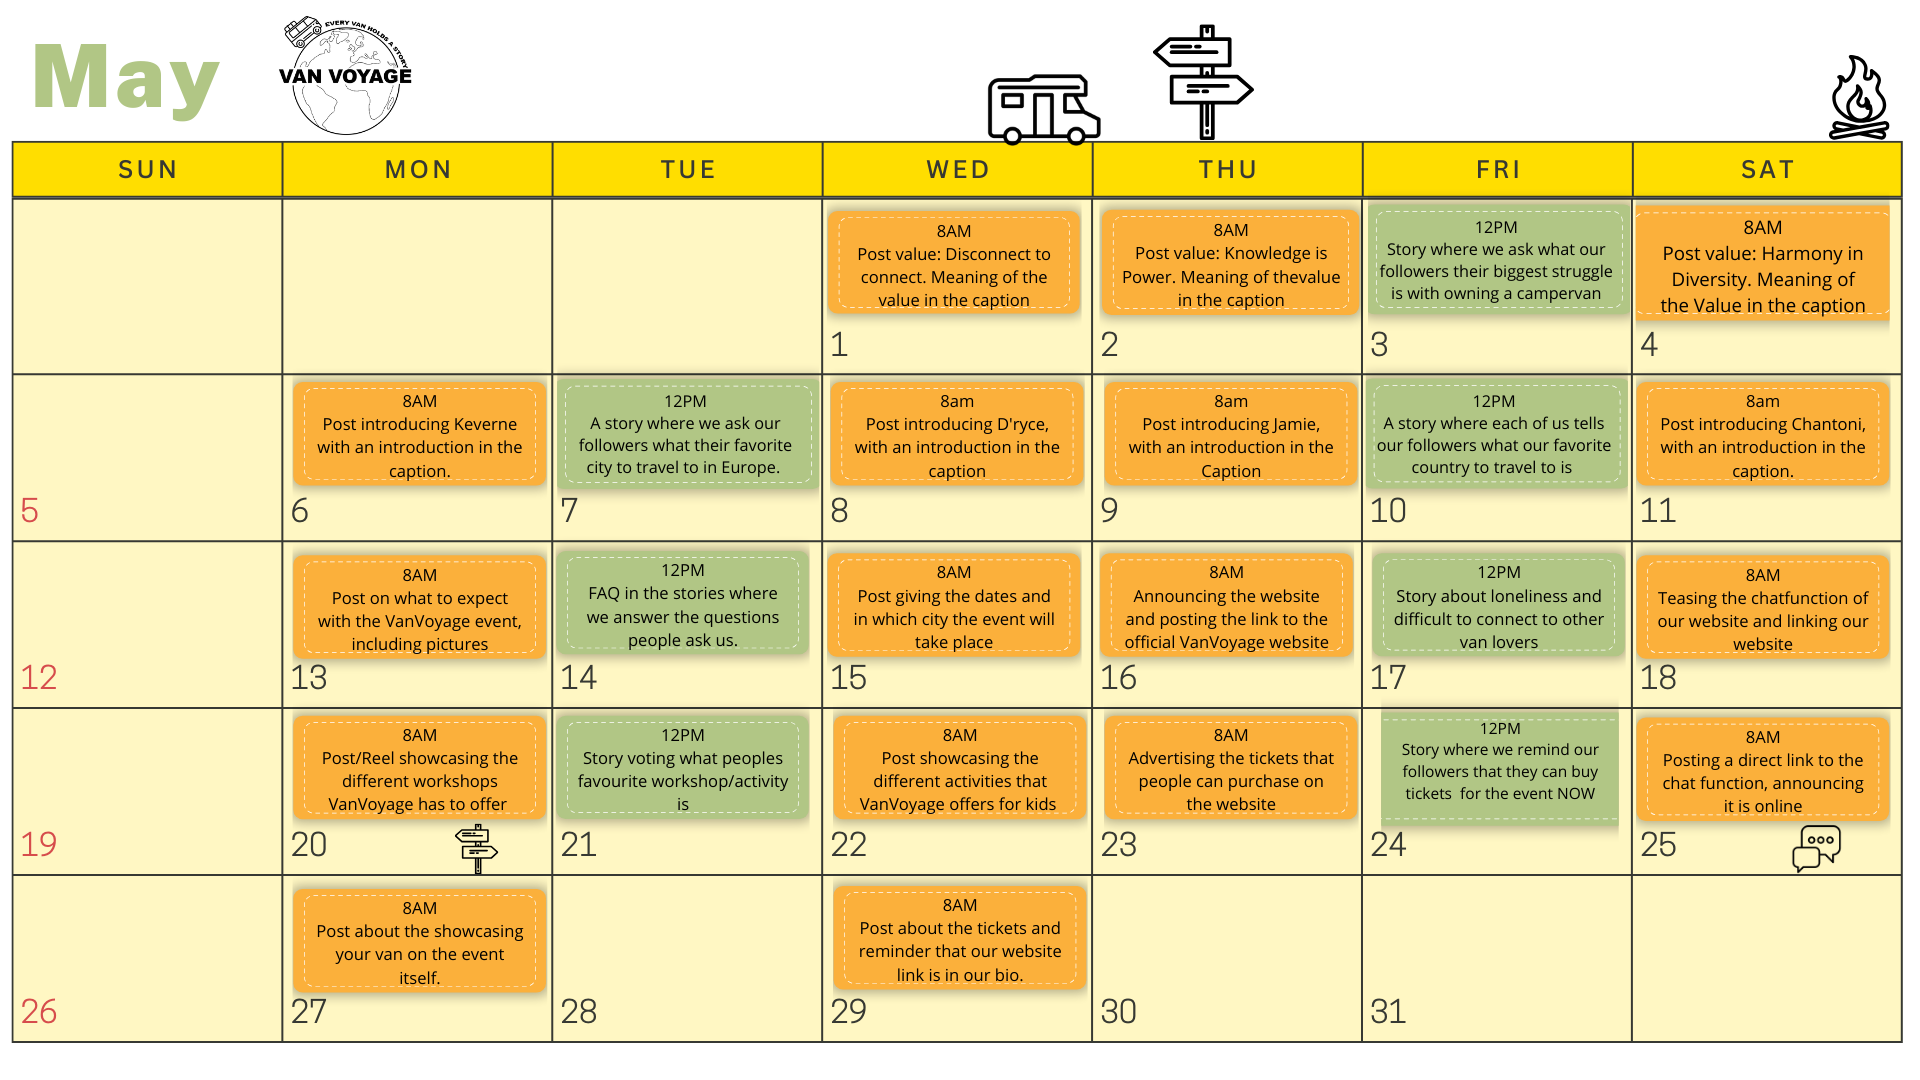 May
EVERY VAN HOLDS A STORY
VAN VOYAGE
SUN
MON
TUE
WED
THU
FRI
SAT
8AM
Post value: Disconnect to
connect. Meaning of the
value in the caption
1
8AM
Post value: Knowledge is
Power. Meaning of thevalue
in the caption
2
12PM
Story where we ask what our
followers their biggest struggle
is with owning a campervan
3
8AM
Post value: Harmony in
Diversity. Meaning of
the Value in the caption
4
5
8AM
Post introducing Keverne
with an introduction in the
caption.
6
12PM
A story where we ask our
followers what their favorite
city to travel to in Europe.
7
8am
Post introducing D'ryce,
with an introduction in the
caption
8
8am
Post introducing Jamie,
with an introduction in the
Caption
9
12PM
A story where each of us tells
our followers what our favorite
country to travel to is
10
8am
Post introducing Chantoni,
with an introduction in the
caption.
11
12
8AM
Post on what to expect
with the VanVoyage event,
including pictures
13
12PM
FAQ in the stories where
we answer the questions
people ask us.
14
8AM
Post giving the dates and
in which city the event will
take place
15
8AM
Announcing the website
and posting the link to the
official VanVoyage website
16
12PM
Story about loneliness and
difficult to connect to other
van lovers
17
8AM
Teasing the chatfunction of
our website and linking our
website
18
19
8AM
Post/Reel showcasing the
different workshops
VanVoyage has to offer
20
12PM
Story voting what peoples
favourite workshop/activity
is
21
8AM
Post showcasing the
different activities that
VanVoyage offers for kids
22
8AM
Advertising the tickets that
people can purchase on
the website
23
12PM
Story where we remind our
followers that they can buy
tickets  for the event NOW
24
8AM
Posting a direct link to the
chat function, announcing
it is online
25
26
8AM
Post about the showcasing
your van on the event
itself.
27
28
8AM
Post about the tickets and
reminder that our website
link is in our bio.
29
30
31